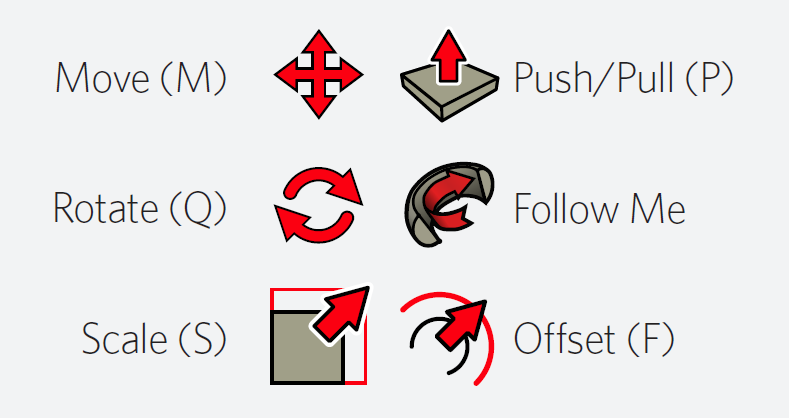 Move (M)
Push/Pull (P)
Rotate (Q)
Follow Me
Scale (S)
Offset (F)